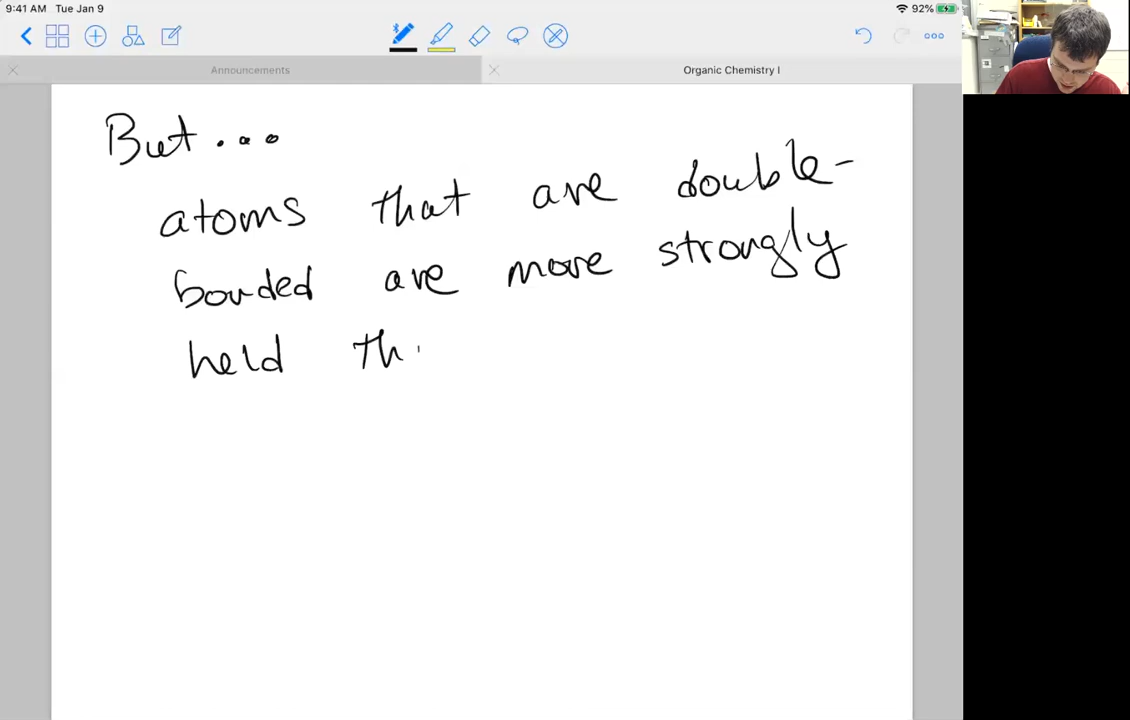 9:41 AM Tue Jan 9 92%
Announcements Organic Chemistry I
But...
atoms that are double-
bonded are more strongly
held th